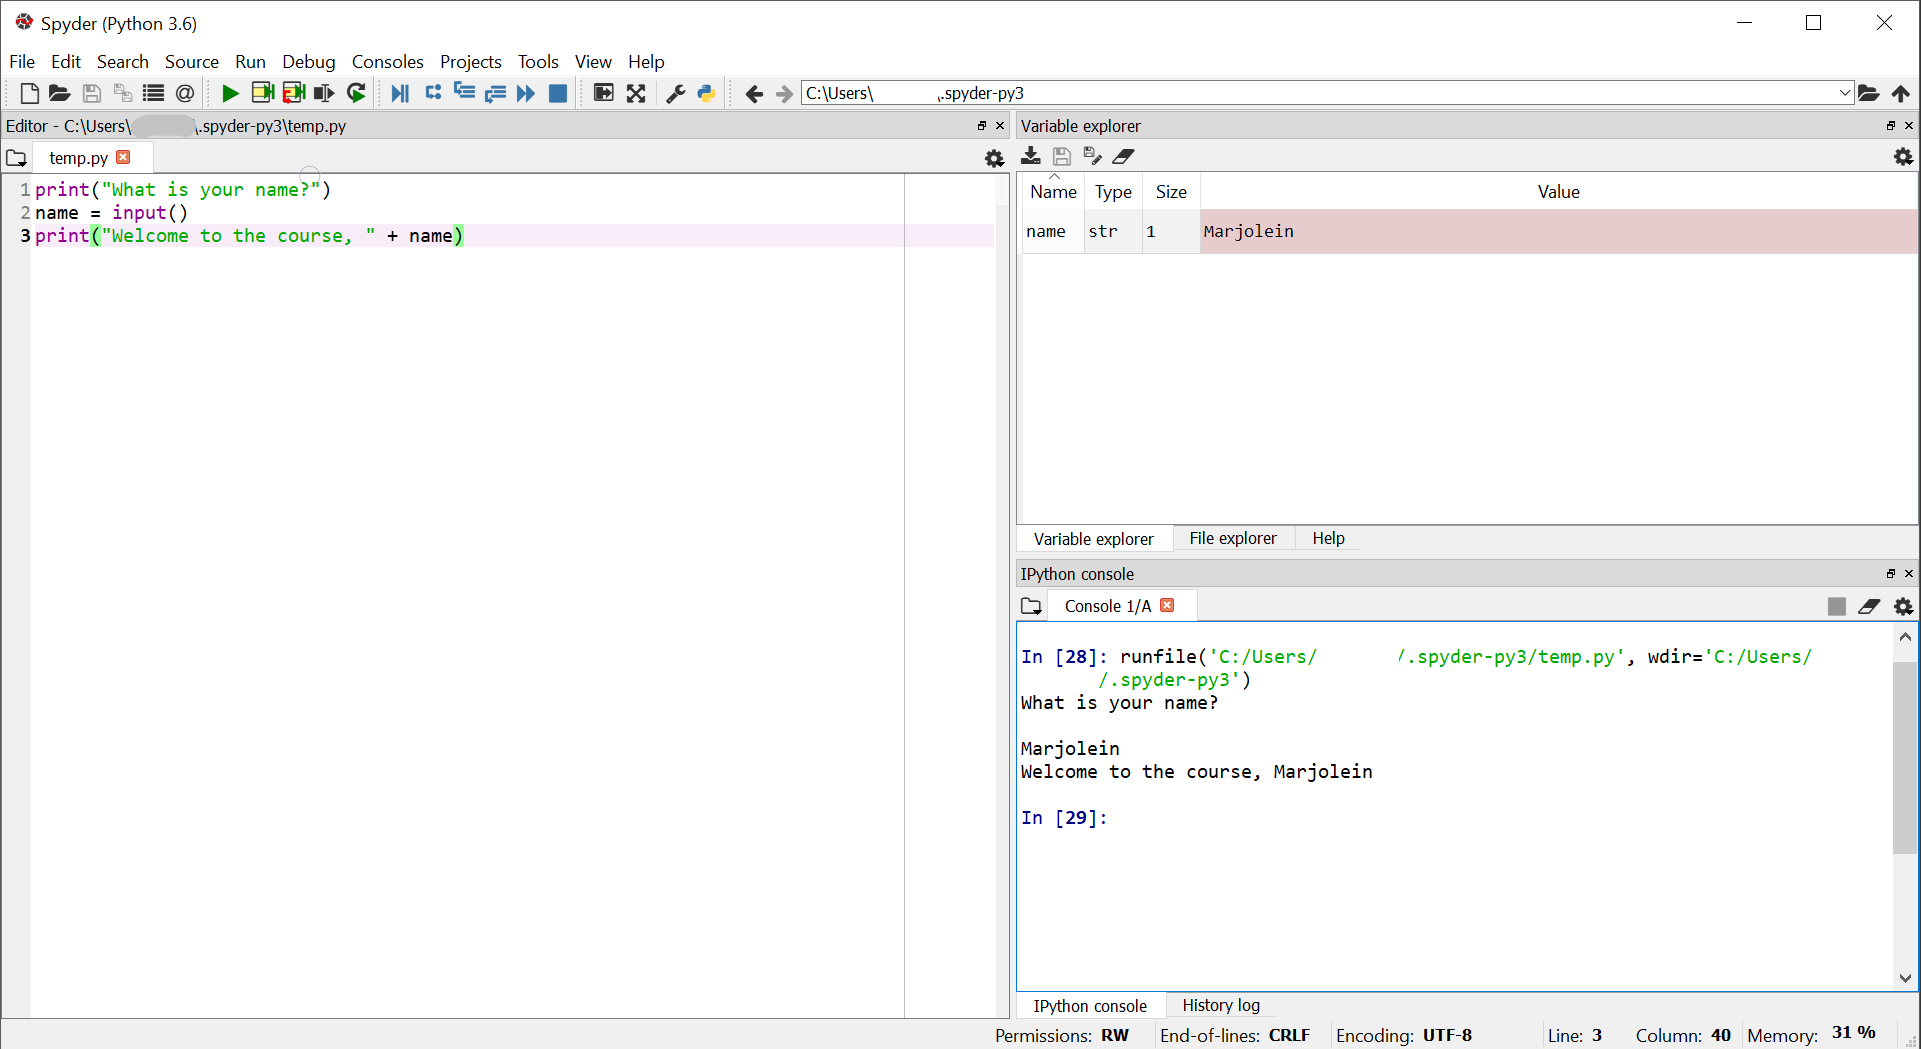 Spyder (Python 3.6)
File Edit Search Source Run Debug Consoles Projects Tools View Help
C:\Users\ \.spyder-py3
Editor - C:\Users\ \.spyder-py3\temp.py
temp.py
1 print("What is your name?")
2 name = input()
3 print("Welcome to the course, " + name)
Variable explorer
Name Type Size Value
name str 1 Marjolein
Variable explorer File explorer Help
IPython console
Console 1/A
In [28]: runfile('C:/Users/ /.spyder-py3/temp.py', wdir='C:/Users/
/.spyder-py3')
What is your name?
Marjolein
Welcome to the course, Marjolein
In [29]:
IPython console History log
Permissions: RW End-of-lines: CRLF Encoding: UTF-8 Line: 3 Column: 40 Memory: 31 %